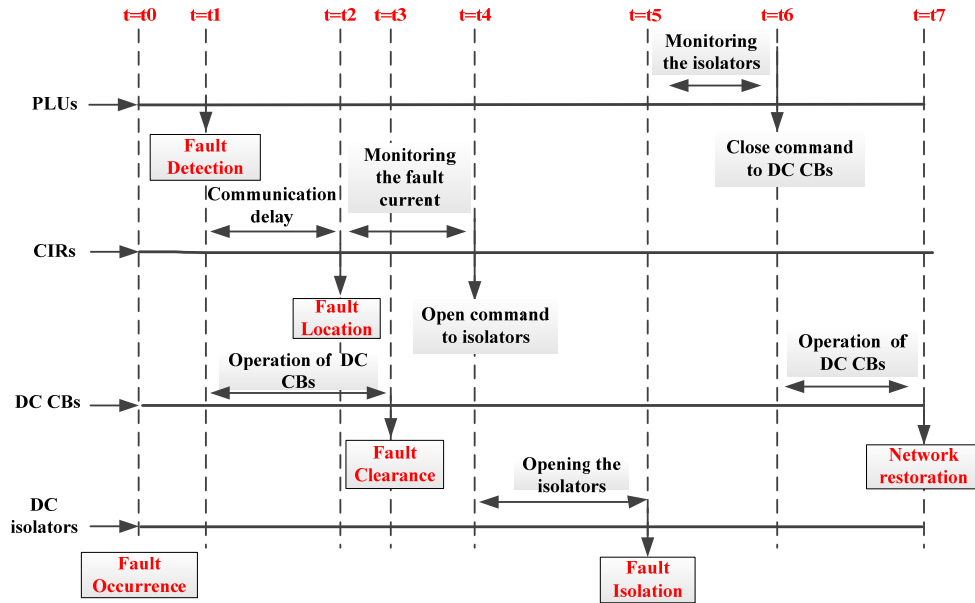 t=t0 t=t1 t=t2 t=t3 t=t4 t=t5 t=t6 t=t7
Monitoring
the isolators
PLUs
Fault
Detection
Monitoring
the fault
current
Close command
to DC CBs
Communication
delay
CIRs
Fault
Location
Open command
to isolators
Operation of DC
CBs
Operation of
DC CBs
DC CBs
Fault
Clearance
Network
restoration
Opening the
isolators
DC
isolators
Fault
Occurrence
Fault
Isolation